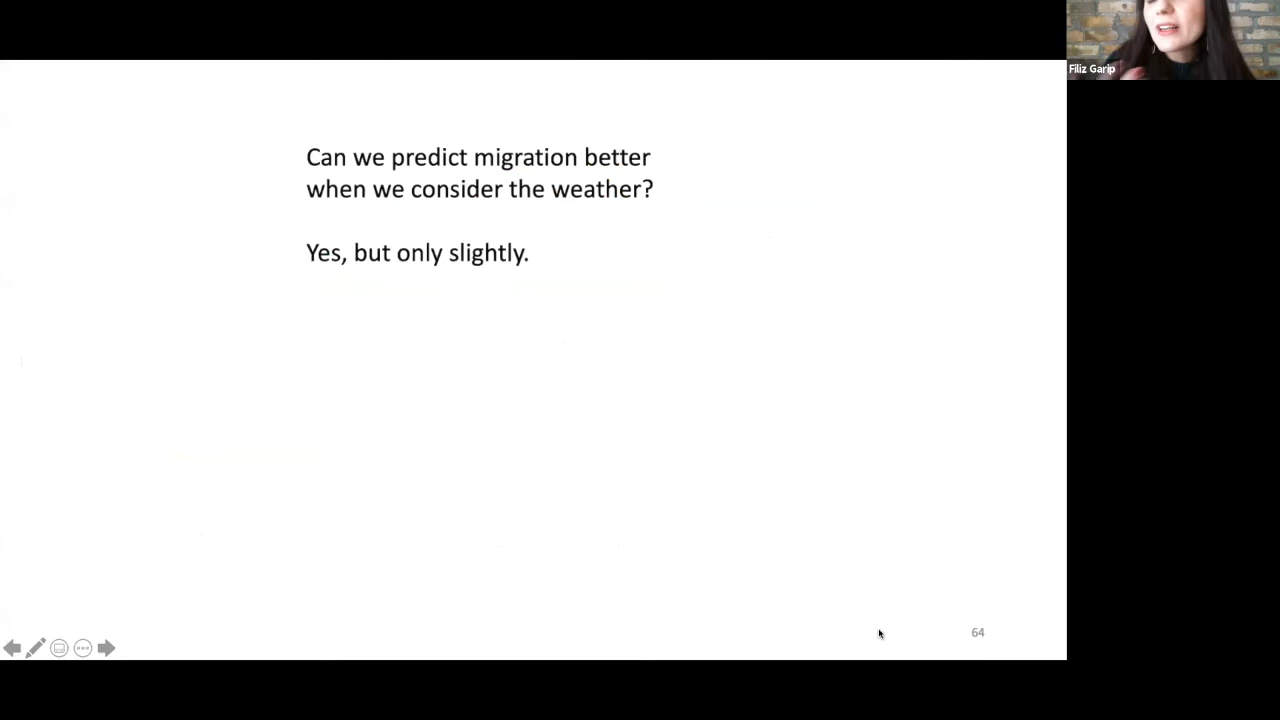 Filiz Garip
Can we predict migration better
when we consider the weather?
Yes, but only slightly.
64